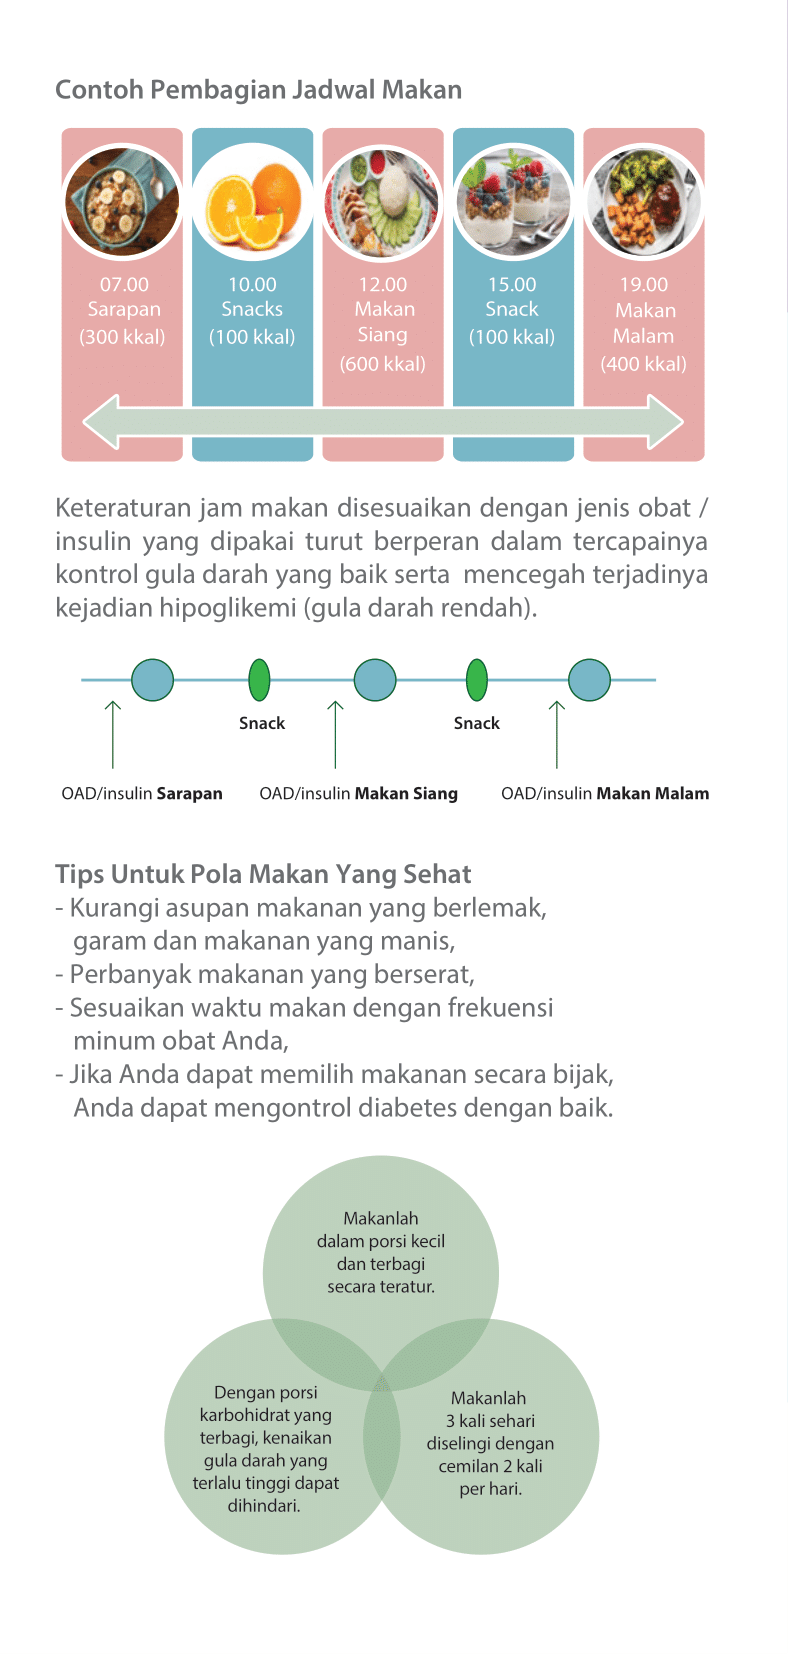 Contoh Pembagian Jadwal Makan
07.00
Sarapan
(300 kkal)
10.00
Snacks
(100 kkal)
12.00
Makan
Siang
(600 kkal)
15.00
Snack
(100 kkal)
19.00
Makan
Malam
(400 kkal)
Keteraturan jam makan disesuaikan dengan jenis obat /
insulin yang dipakai turut berperan dalam tercapainya
kontrol gula darah yang baik serta mencegah terjadinya
kejadian hipoglikemi (gula darah rendah).
Snack
Snack
OAD/insulin Sarapan
OAD/insulin Makan Siang
OAD/insulin Makan Malam
Tips Untuk Pola Makan Yang Sehat
- Kurangi asupan makanan yang berlemak,
garam dan makanan yang manis,
- Perbanyak makanan yang berserat,
- Sesuaikan waktu makan dengan frekuensi
minum obat Anda,
- Jika Anda dapat memilih makanan secara bijak,
Anda dapat mengontrol diabetes dengan baik.
Makanlah
dalam porsi kecil
dan terbagi
secara teratur.
Dengan porsi
karbohidrat yang
terbagi, kenaikan
gula darah yang
terlalu tinggi dapat
dihindari.
Makanlah
3 kali sehari
diselingi dengan
cemilan 2 kali
per hari.